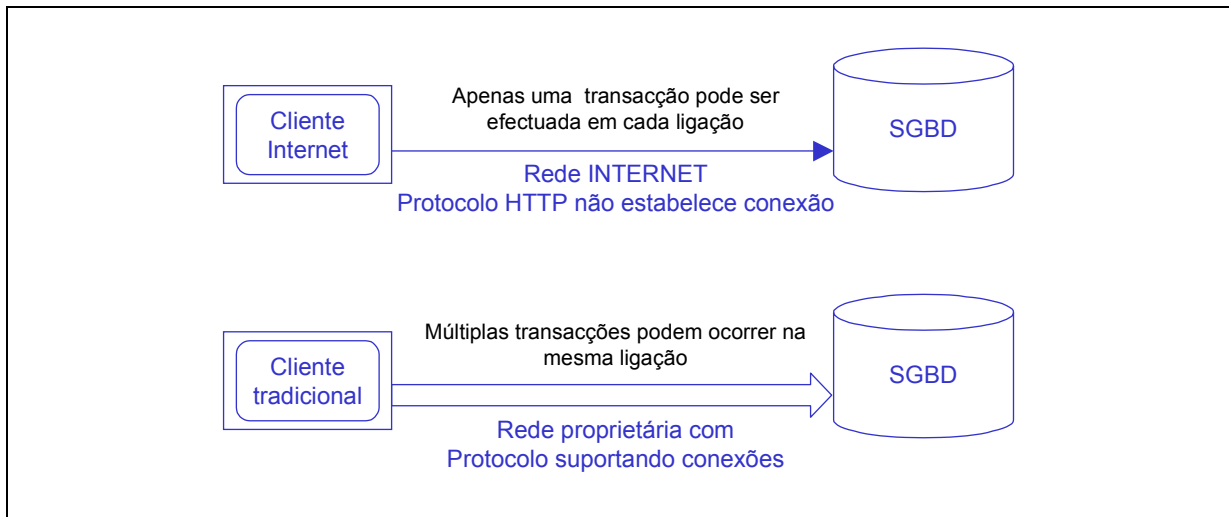 Cliente
Internet
Apenas uma transacção pode ser
efectuada em cada ligação
Rede INTERNET
Protocolo HTTP não estabelece conexão
SGBD
Cliente
tradicional
Múltiplas transacções podem ocorrer na
mesma ligação
Rede proprietária com
Protocolo suportando conexões
SGBD